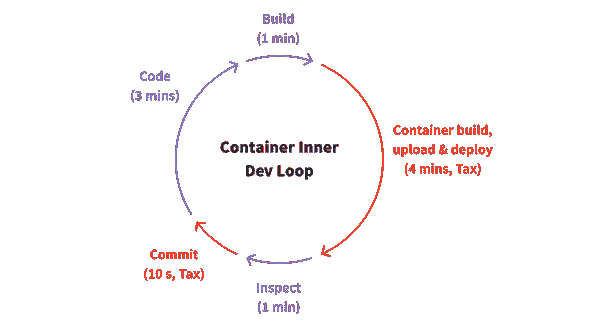 Build
(1 min)
Code
(3 mins)
Container build,
upload & deploy
(4 mins, Tax)
Container Inner
Dev Loop
Commit
(10 s, Tax)
Inspect
(1 min)